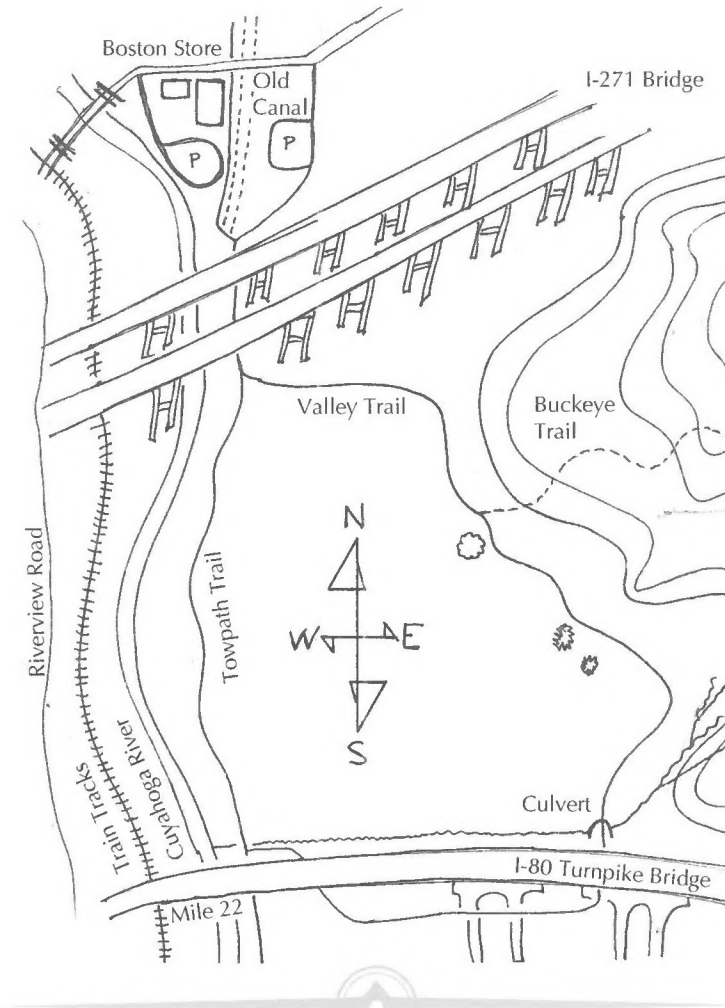 Boston Store
Old
Canal
I-271 Bridge
P
P
Valley Trail
Buckeye
Trail
N
W
E
S
Riverview Road
Towpath Trail
Train Tracks
Cuyahoga River
Culvert
I-80 Turnpike Bridge
Mile 22